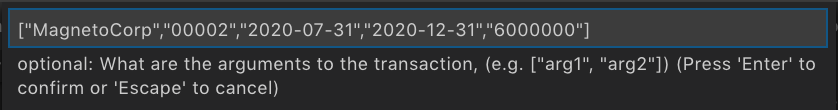 ["MagnetoCorp","00002","2020-07-31","2020-12-31","6000000"]
optional: What are the arguments to the transaction, (e.g. ["arg1", "arg2"]) (Press 'Enter' to
confirm or 'Escape' to cancel)